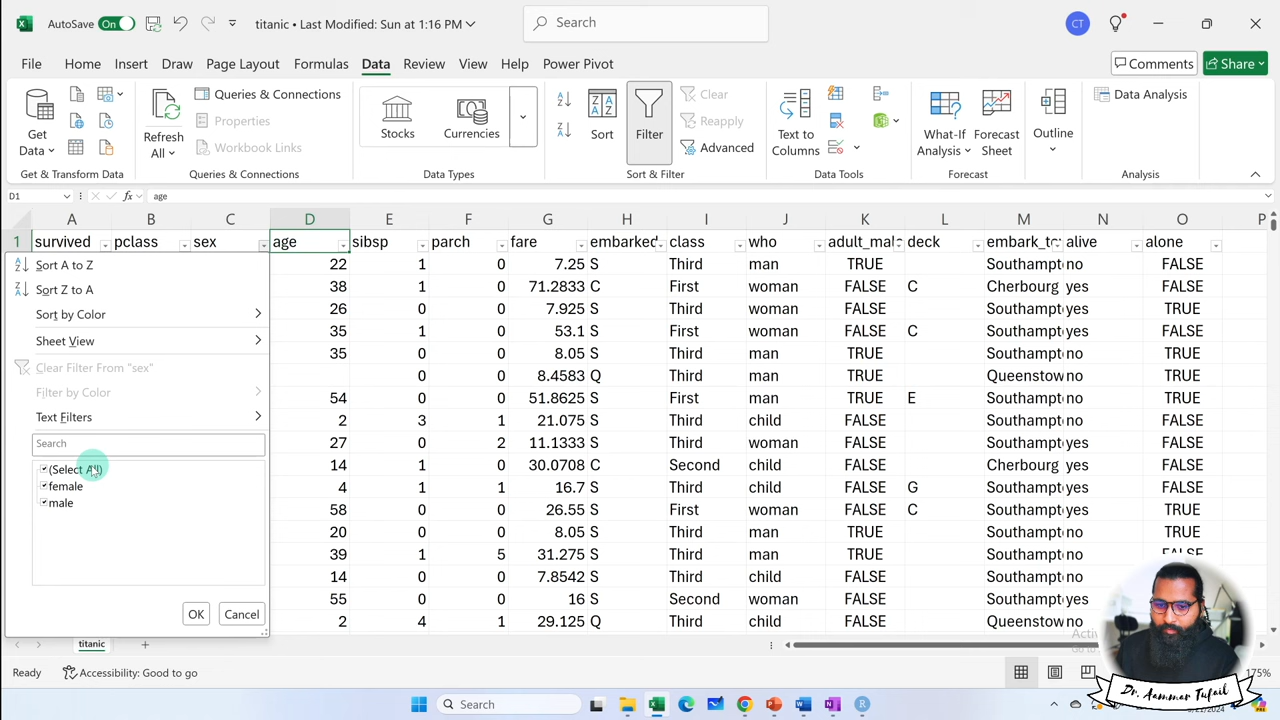 AutoSave On titanic • Last Modified: Sun at 1:16 PM Search CT
File Home Insert Draw Page Layout Formulas Data Review View Help Power Pivot Comments Share
Get Data Refresh All Queries & Connections Properties Workbook Links Stocks Currencies Sort Filter Clear Reapply Advanced Text to Columns What-If Analysis Forecast Sheet Outline Data Analysis
Get & Transform Data Queries & Connections Data Types Sort & Filter Data Tools Forecast Analysis
D1 fx age
A B C D E F G H I J K L M N O P
1 survived pclass sex age sibsp parch fare embarked class who adult_mal deck embark_to alive alone
Sort A to Z
Sort Z to A
Sort by Color
Sheet View
Clear Filter From "sex"
Filter by Color
Text Filters
Search
(Select All)
female
male
OK Cancel
22 1 0 7.25 S Third man TRUE Southampt no FALSE
38 1 0 71.2833 C First woman FALSE C Cherbourg yes FALSE
26 0 0 7.925 S Third woman FALSE Southampt yes TRUE
35 1 0 53.1 S First woman FALSE C Southampt yes FALSE
35 0 0 8.05 S Third man TRUE Southampt no TRUE
0 0 8.4583 Q Third man TRUE Queenstow no TRUE
54 0 0 51.8625 S First man TRUE E Southampt no TRUE
2 3 1 21.075 S Third child FALSE Southampt no FALSE
27 0 2 11.1333 S Third woman FALSE Southampt yes FALSE
14 1 0 30.0708 C Second child FALSE Cherbourg yes FALSE
4 1 1 16.7 S Third child FALSE G Southampt yes FALSE
58 0 0 26.55 S First woman FALSE C Southampt yes TRUE
20 0 0 8.05 S Third man TRUE Southampt no TRUE
39 1 5 31.275 S Third man TRUE Southampt no FALSE
14 0 0 7.8542 S Third child FALSE Southampt no
55 0 0 16 S Second woman FALSE Southampt yes
2 4 1 29.125 Q Third child FALSE Queenstow no
titanic
Ready Accessibility: Good to go 175%
Search
Dr. Aammar Tufail